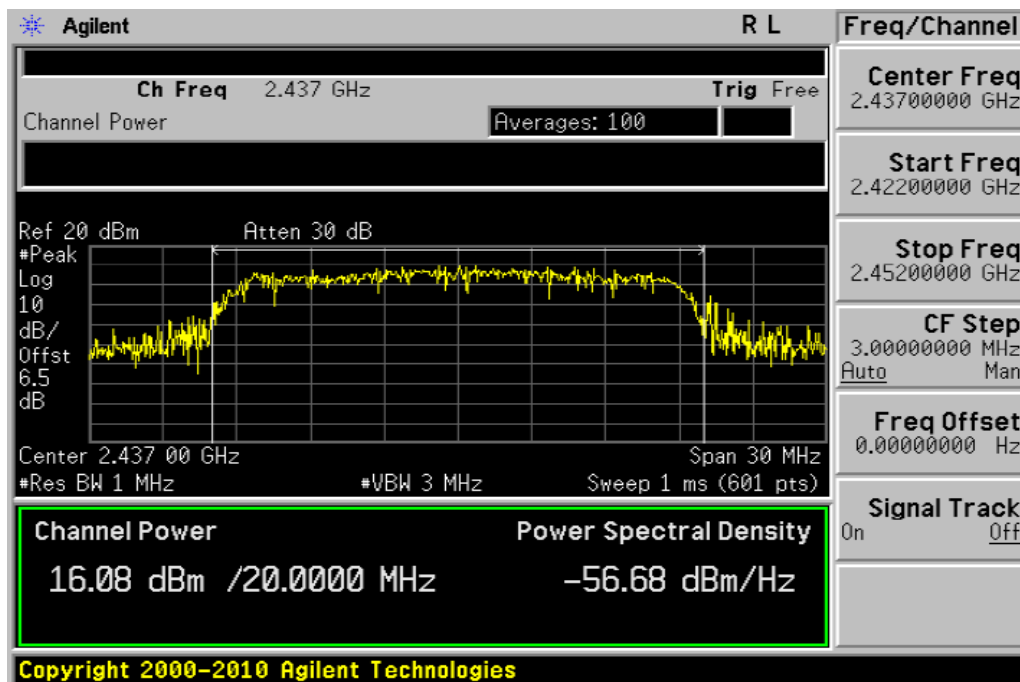 Agilent R L Freq/Channel
Ch Freq 2.437 GHz Trig Free
Channel Power Averages: 100
Center Freq
2.43700000 GHz
Start Freq
2.42200000 GHz
Stop Freq
2.45200000 GHz
CF Step
3.00000000 MHz
Auto Man
Freq Offset
0.00000000 Hz
Signal Track
On Off
Ref 20 dBm Atten 30 dB
#Peak
Log
10
dB/
Offst
6.5
dB
Center 2.437 00 GHz Span 30 MHz
#Res BW 1 MHz #VBW 3 MHz Sweep 1 ms (601 pts)
Channel Power Power Spectral Density
16.08 dBm /20.0000 MHz -56.68 dBm/Hz
Copyright 2000-2010 Agilent Technologies